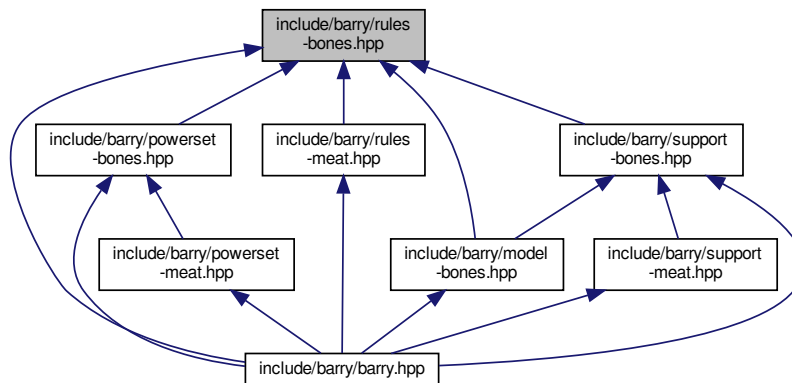 include/barry/rules
-bones.hpp
include/barry/powerset
-bones.hpp
include/barry/rules
-meat.hpp
include/barry/support
-bones.hpp
include/barry/powerset
-meat.hpp
include/barry/model
-bones.hpp
include/barry/support
-meat.hpp
include/barry/barry.hpp